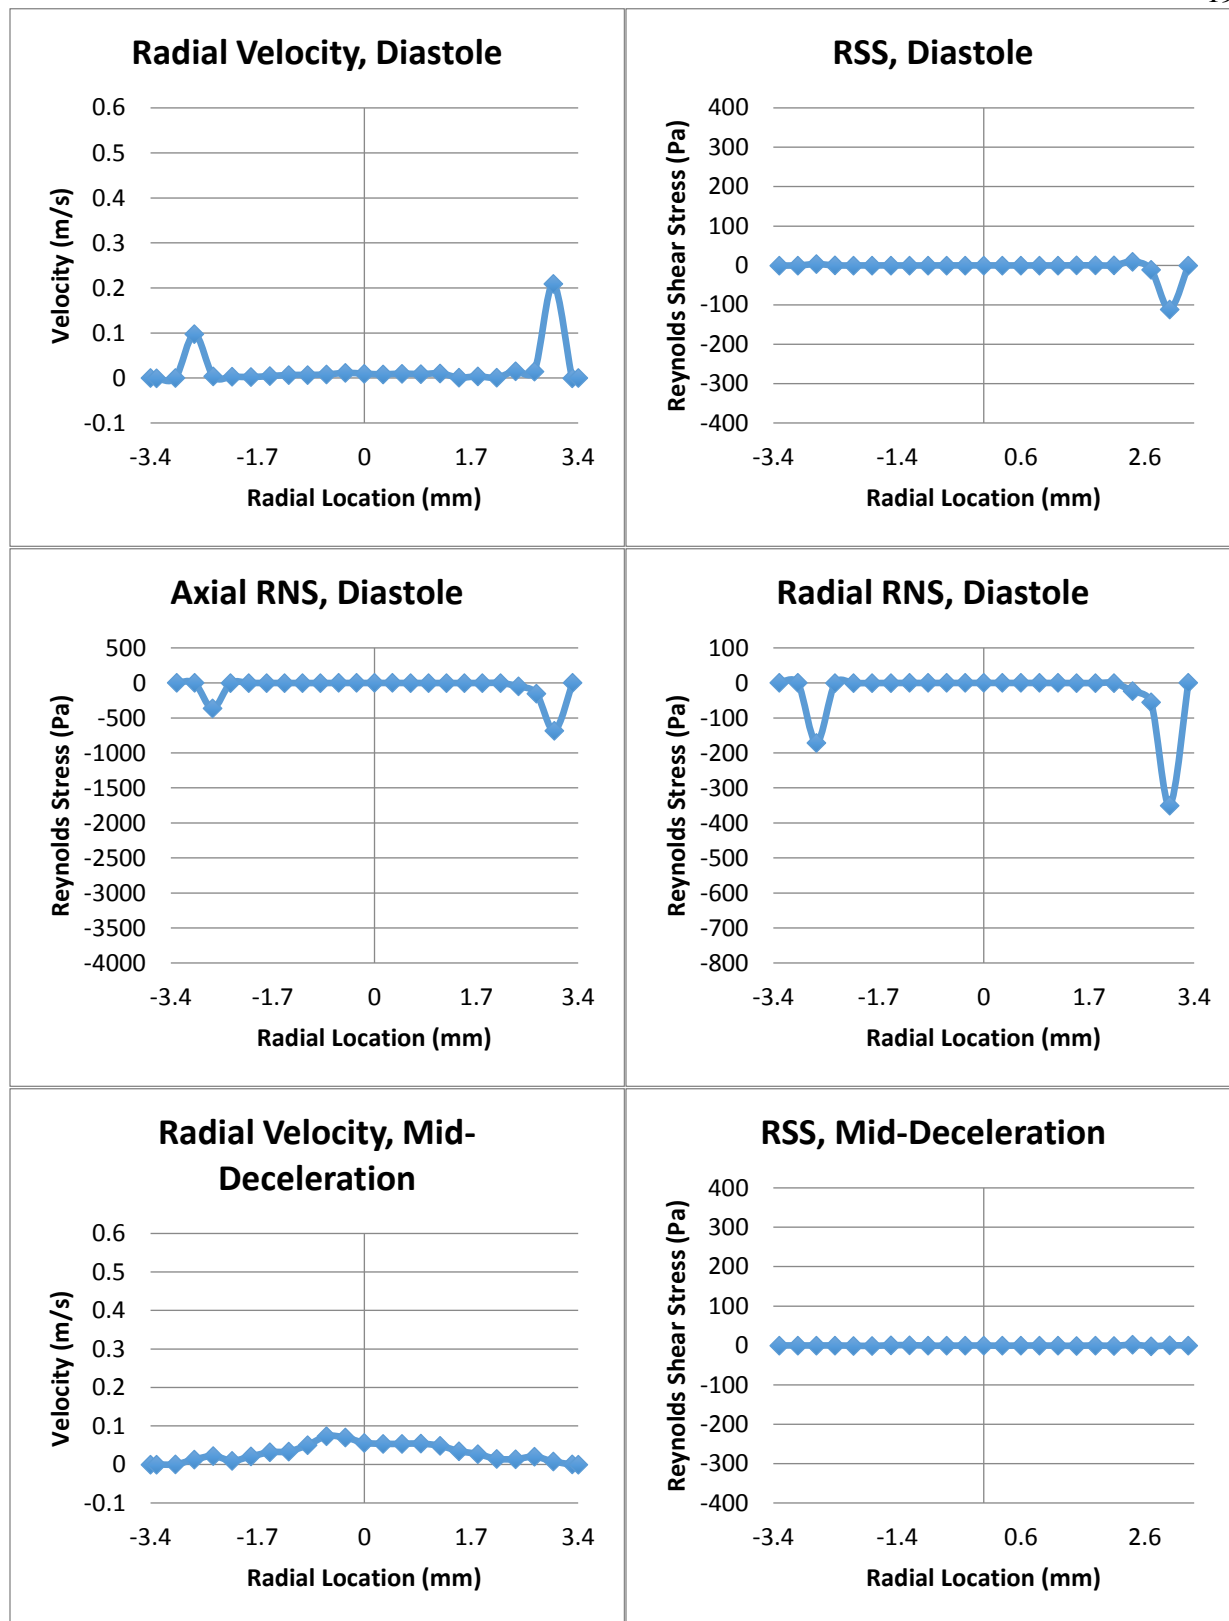 Radial Velocity, Diastole
Velocity (m/s)
0.6
0.5
0.4
0.3
0.2
0.1
0
-0.1
-3.4 -1.7 0 1.7 3.4
Radial Location (mm)
RSS, Diastole
Reynolds Shear Stress (Pa)
400
300
200
100
0
-100
-200
-300
-400
-3.4 -1.4 0.6 2.6
Radial Location (mm)
Axial RNS, Diastole
Reynolds Stress (Pa)
500
0
-500
-1000
-1500
-2000
-2500
-3000
-3500
-4000
-3.4 -1.7 0 1.7 3.4
Radial Location (mm)
Radial RNS, Diastole
Reynolds Stress (Pa)
100
0
-100
-200
-300
-400
-500
-600
-700
-800
-3.4 -1.7 0 1.7 3.4
Radial Location (mm)
Radial Velocity, Mid-
Deceleration
Velocity (m/s)
0.6
0.5
0.4
0.3
0.2
0.1
0
-0.1
-3.4 -1.7 0 1.7 3.4
Radial Location (mm)
RSS, Mid-Deceleration
Reynolds Shear Stress (Pa)
400
300
200
100
0
-100
-200
-300
-400
-3.4 -1.4 0.6 2.6
Radial Location (mm)